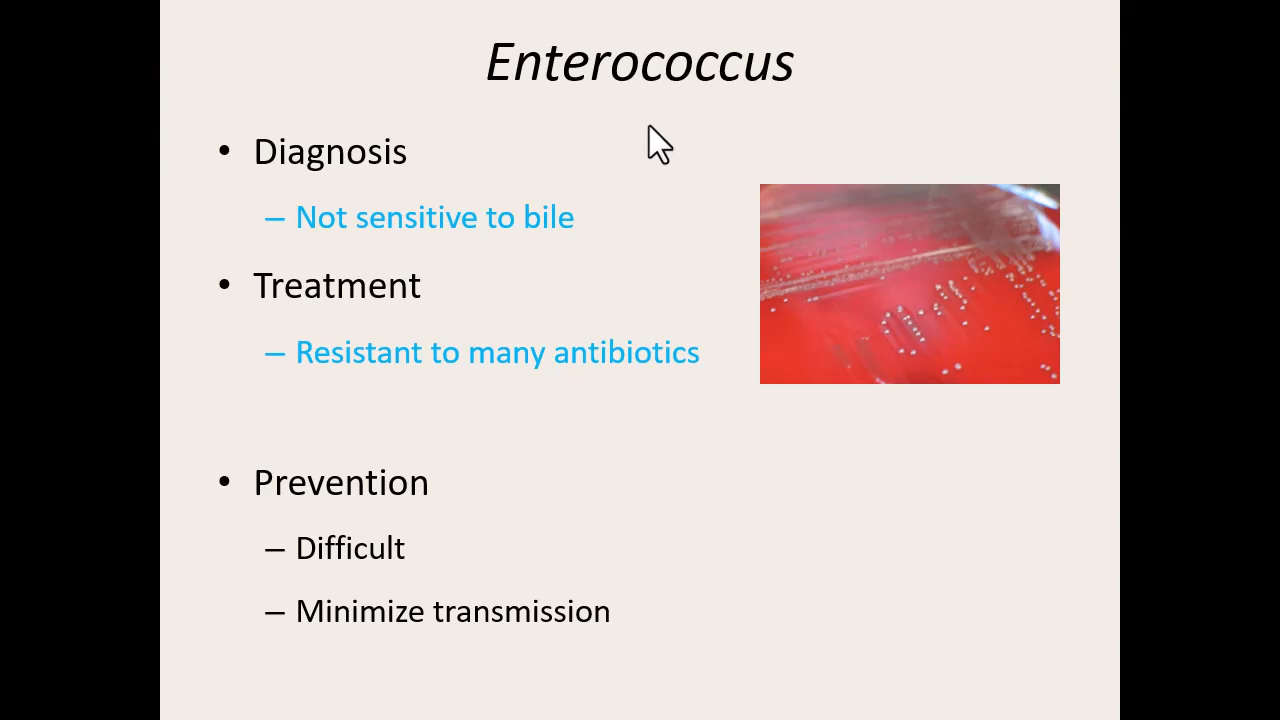 Enterococcus
• Diagnosis
– Not sensitive to bile
• Treatment
– Resistant to many antibiotics
• Prevention
– Difficult
– Minimize transmission